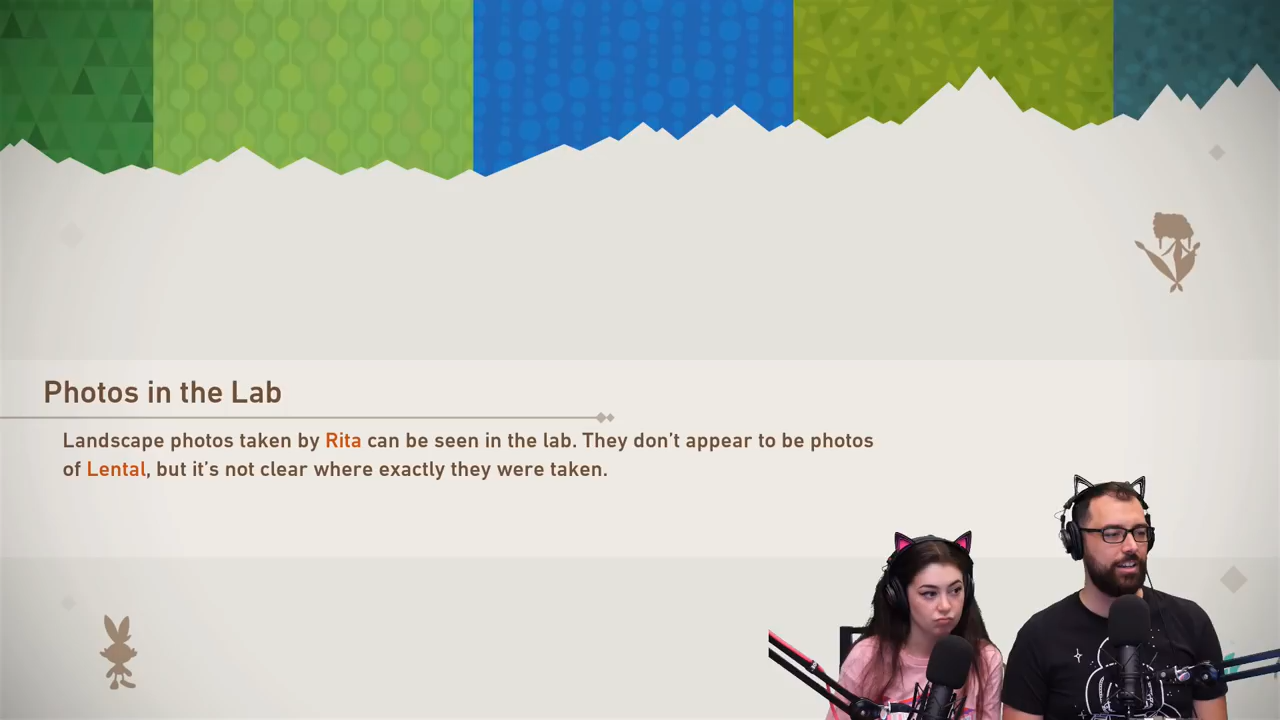 Photos in the Lab
Landscape photos taken by Rita can be seen in the lab. They don't appear to be photos
of Lental, but it's not clear where exactly they were taken.